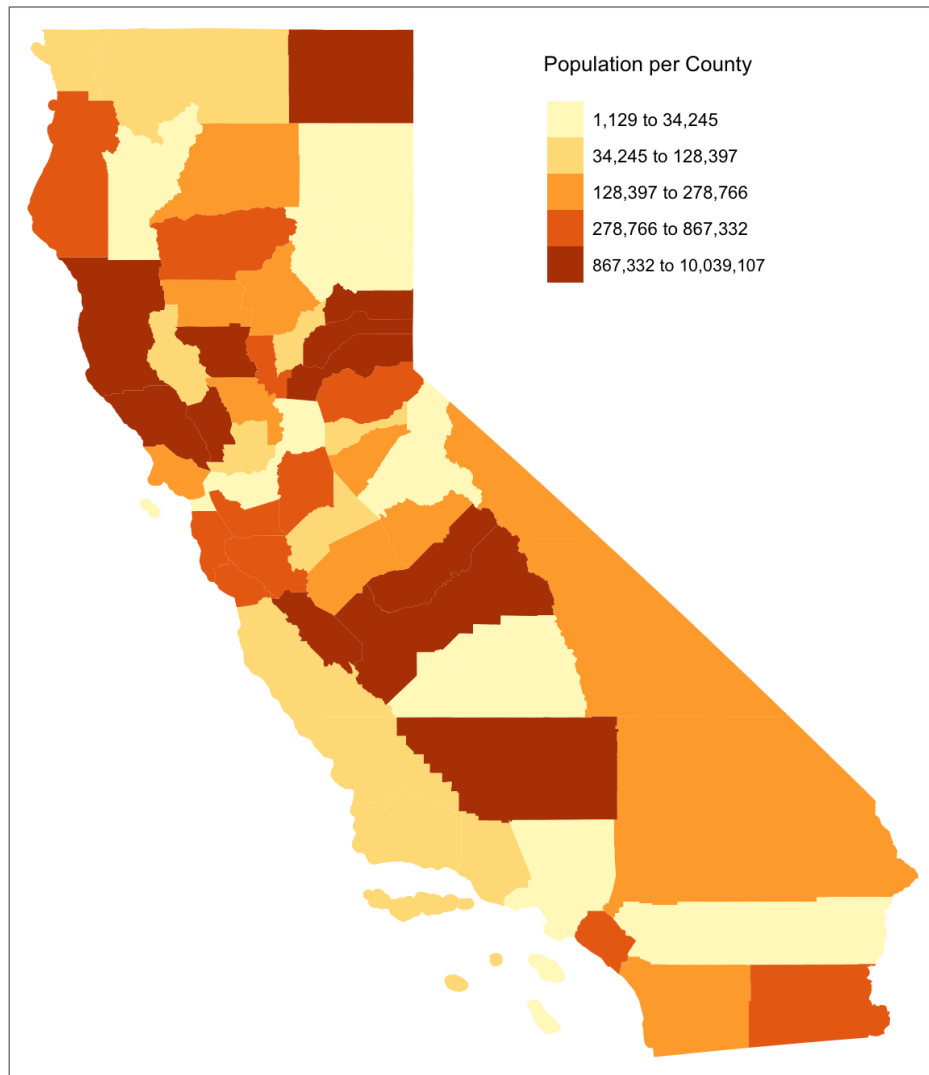 Population per County
1,129 to 34,245
34,245 to 128,397
128,397 to 278,766
278,766 to 867,332
867,332 to 10,039,107